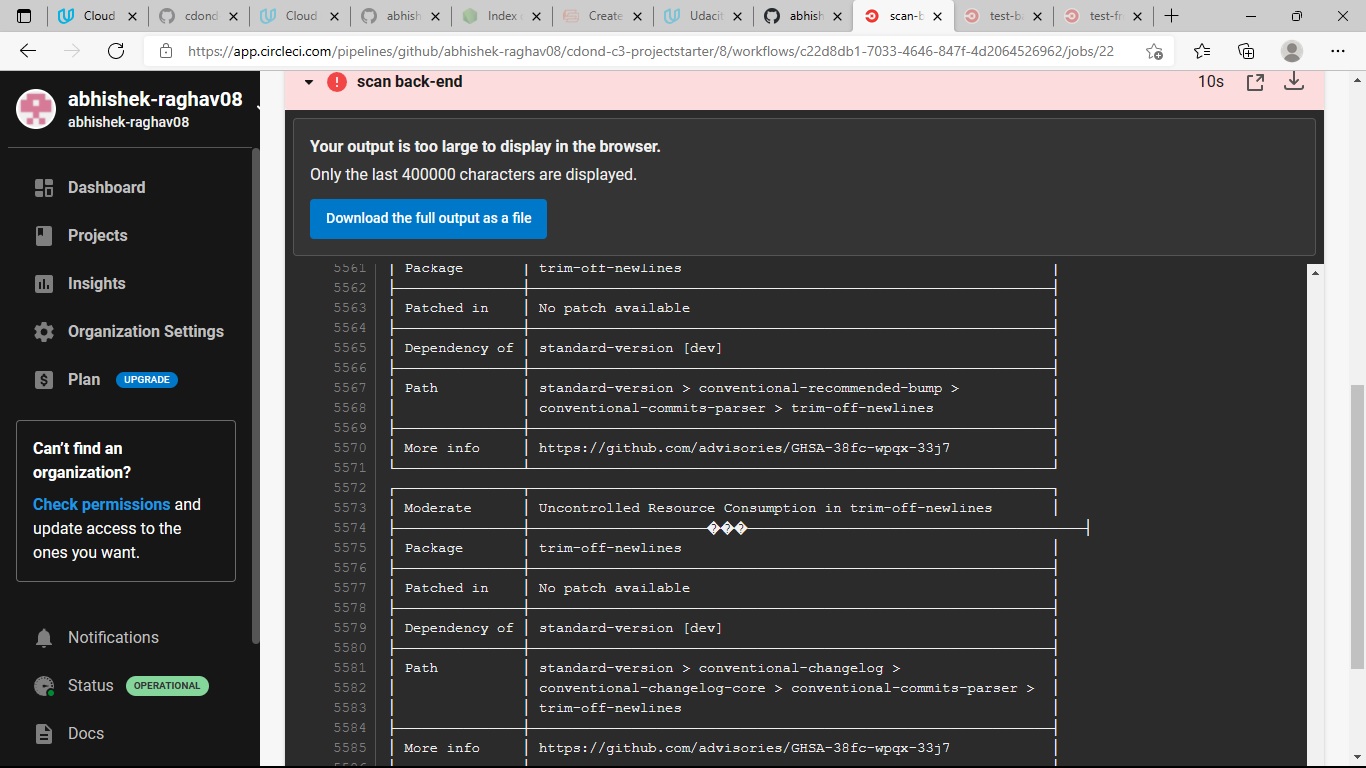 Cloud
cdond
Cloud
abhish
Index
Create
Udaci
abhish
scan-b
test-b
test-fr
https://app.circleci.com/pipelines/github/abhishek-raghav08/cdond-c3-projectstarter/8/workflows/c22d8db1-7033-4646-847f-4d2064526962/jobs/22
abhishek-raghav08
abhishek-raghav08
Dashboard
Projects
Insights
Organization Settings
Plan UPGRADE
Can't find an
organization?
Check permissions and
update access to the
ones you want.
Notifications
Status OPERATIONAL
Docs
scan back-end 10s
Your output is too large to display in the browser.
Only the last 400000 characters are displayed.
Download the full output as a file
5561 Package trim-off-newlines
5562
5563 Patched in No patch available
5564
5565 Dependency of standard-version [dev]
5566
5567 Path standard-version > conventional-recommended-bump >
5568 conventional-commits-parser > trim-off-newlines
5569
5570 More info https://github.com/advisories/GHSA-38fc-wpqx-33j7
5571
5572
5573 Moderate Uncontrolled Resource Consumption in trim-off-newlines
5574 ���
5575 Package trim-off-newlines
5576
5577 Patched in No patch available
5578
5579 Dependency of standard-version [dev]
5580
5581 Path standard-version > conventional-changelog >
5582 conventional-changelog-core > conventional-commits-parser >
5583 trim-off-newlines
5584
5585 More info https://github.com/advisories/GHSA-38fc-wpqx-33j7